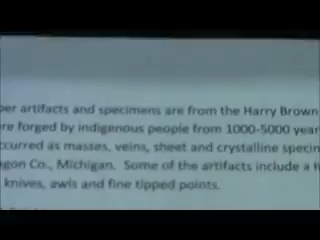 per artifacts and specimens are from the Harry Brown
re forged by indigenous people from 1000-5000 year
ccurred as masses, veins, sheet and crystalline specin
agon Co., Michigan. Some of the artifacts include a
knives, awls and fine tipped points.